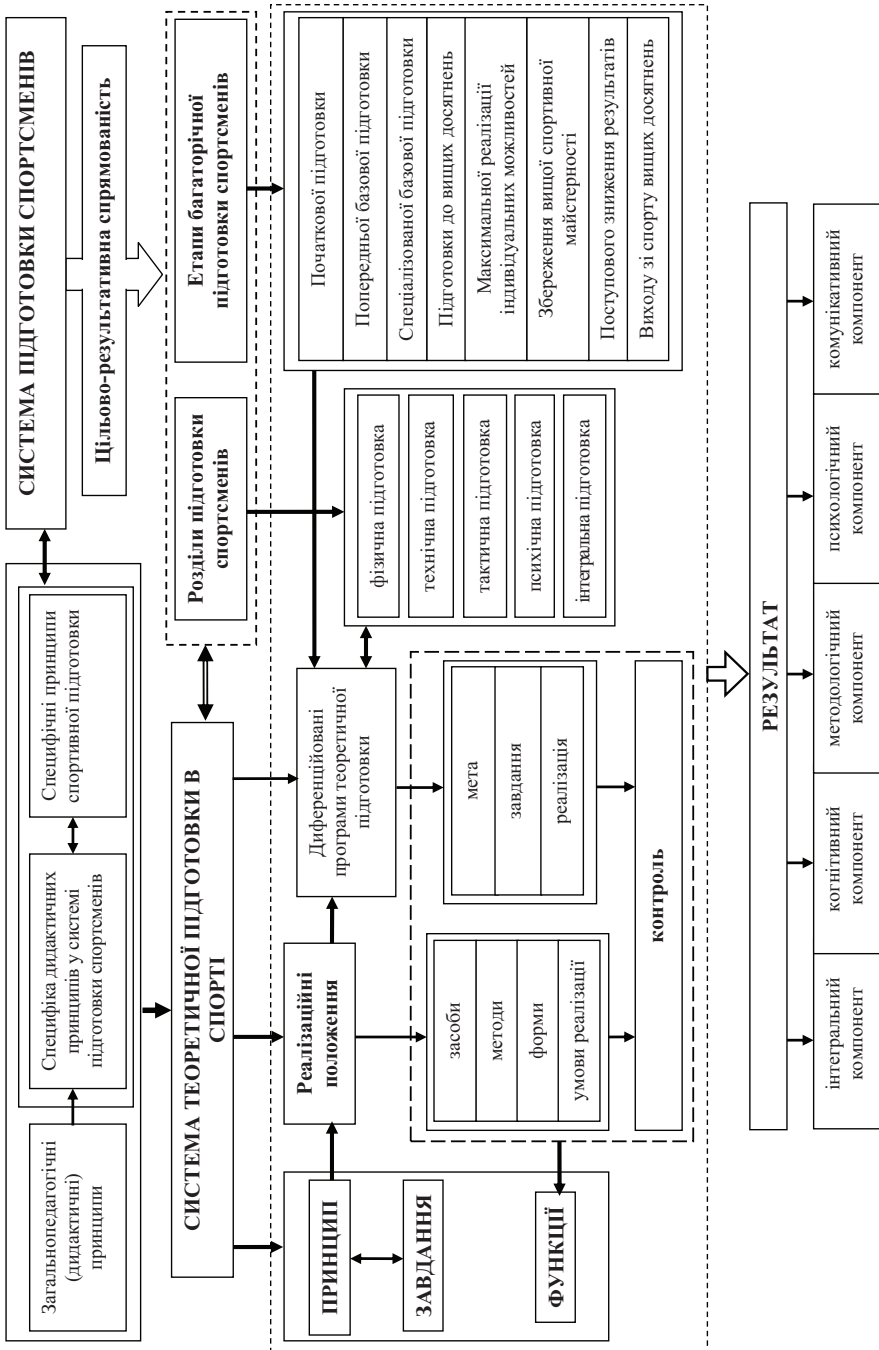 СИСТЕМА ПІДГОТОВКИ СПОРТСМЕНІВ
Цільово-результативна спрямованість
Загальнопедагогічні
(дидактичні)
принципи
Специфіка дидактичних
принципів у системі
підготовки спортсменів
Специфічні принципи
спортивної підготовки
СИСТЕМА ТЕОРЕТИЧНОЇ ПІДГОТОВКИ В
СПОРТІ
Розділи підготовки
спортсменів
Етапи багаторічної
підготовки спортсменів
ПРИНЦИП
ЗАВДАННЯ
ФУНКЦІЇ
Реалізаційні
положення
Диференційовані
програми теоретичної
підготовки
засоби
методи
форми
умови реалізації
мета
завдання
реалізація
контроль
фізична підготовка
технічна підготовка
тактична підготовка
психічна підготовка
інтегральна підготовка
Початкової підготовки
Попередньої базової підготовки
Спеціалізованої базової підготовки
Підготовки до вищих досягнень
Максимальної реалізації
індивідуальних можливостей
Збереження вищої спортивної
майстерності
Поступового зниження результатів
Виходу зі спорту вищих досягнень
РЕЗУЛЬТАТ
інтегральний
компонент
когнітивний
компонент
методологічний
компонент
психологічний
компонент
комунікативний
компонент